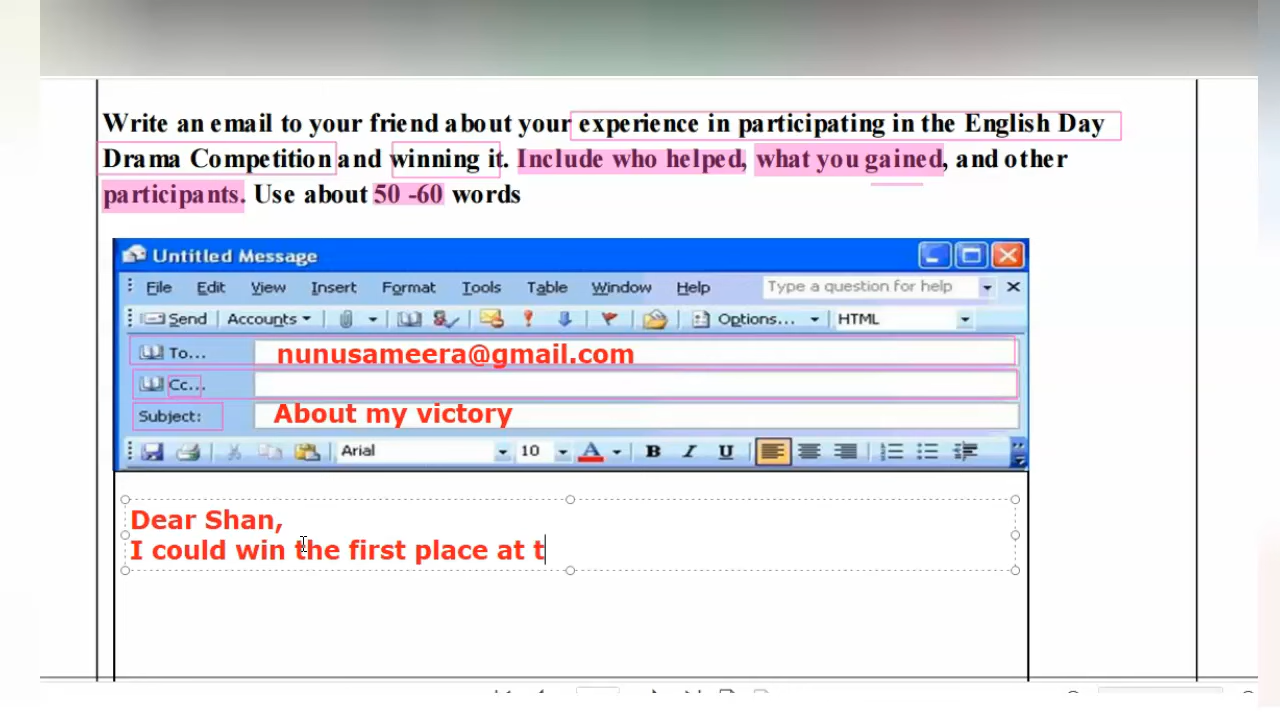 Write an email to your friend about your experience in participating in the English Day
Drama Competition and winning it. Include who helped, what you gained, and other
participants. Use about 50 -60 words
Untitled Message
File Edit View Insert Format Tools Table Window Help Type a question for help
Send Accounts Options... HTML
To... nunusameera@gmail.com
Cc...
Subject: About my victory
Arial 10 A B I U
Dear Shan,
I could win the first place at t